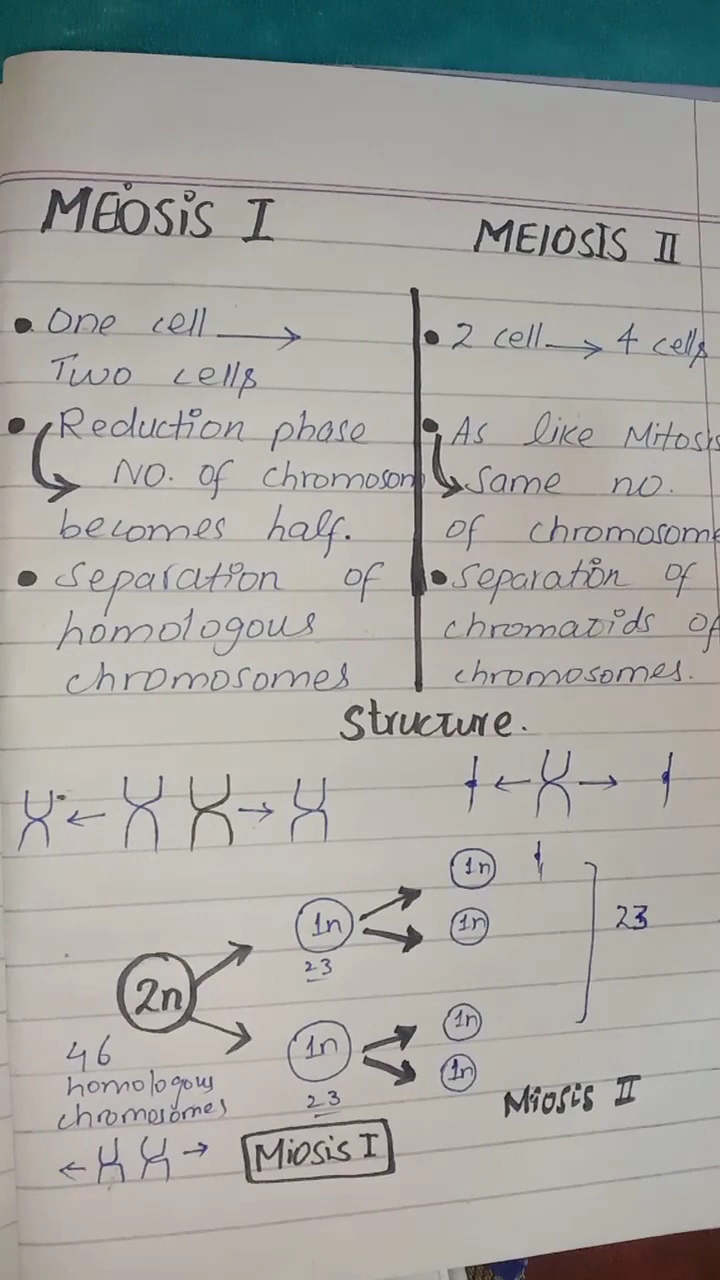 MEIOSIS I
One cell →
Two cells
Reduction phase
NO. of chromosom
becomes half.
Separation of
homologous
chromosomes
MEIOSIS II
2 cell → 4 cells
As like Mitosis
same no.
of chromosome
separation of
chromatids of
chromosomes.
Structure.
2n
46
homologous
chromosomes
1n
23
1n
23
Miosis I
1n
1n
1n
1n
23
Miosis II